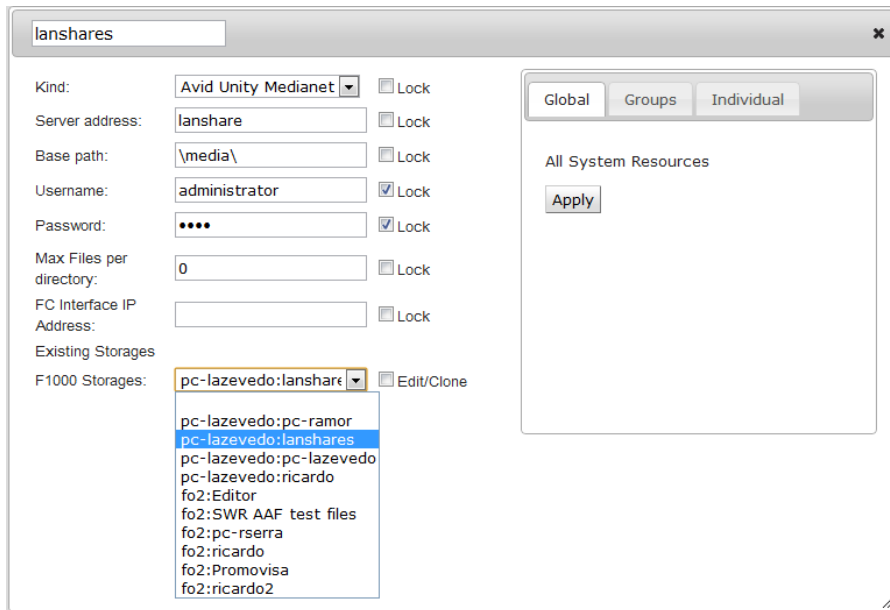 lanshares
Kind: Avid Unity Medianet Lock
Server address: lanshare Lock
Base path: \media\ Lock
Username: administrator Lock
Password: •••• Lock
Max Files per
directory: 0 Lock
FC Interface IP
Address: Lock
Existing Storages
F1000 Storages: pc-lazevedo:lanshare Edit/Clone
pc-lazevedo:pc-ramor
pc-lazevedo:lanshares
pc-lazevedo:pc-lazevedo
pc-lazevedo:ricardo
fo2:Editor
fo2:SWR AAF test files
fo2:pc-rserra
fo2:ricardo
fo2:Promovisa
fo2:ricardo2
Global Groups Individual
All System Resources
Apply